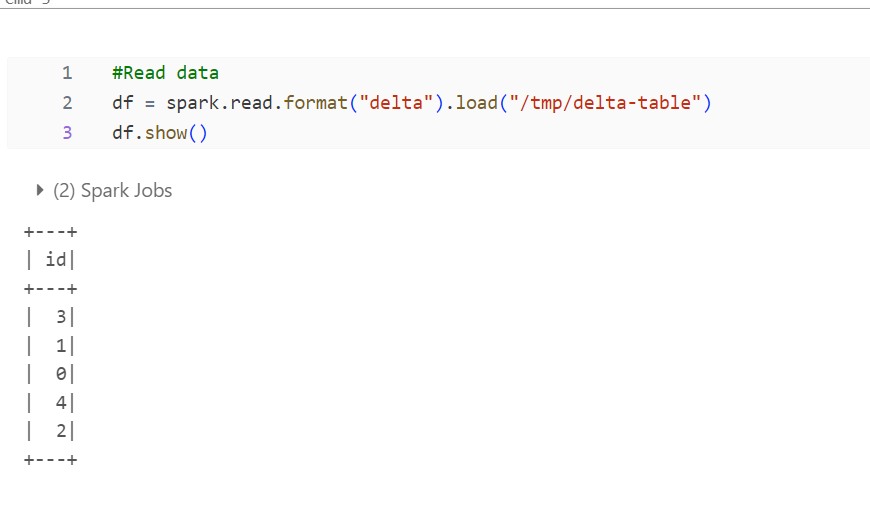 1 #Read data
2 df = spark.read.format("delta").load("/tmp/delta-table")
3 df.show()
(2) Spark Jobs
+---+
| id|
+---+
|  3|
|  1|
|  0|
|  4|
|  2|
+---+